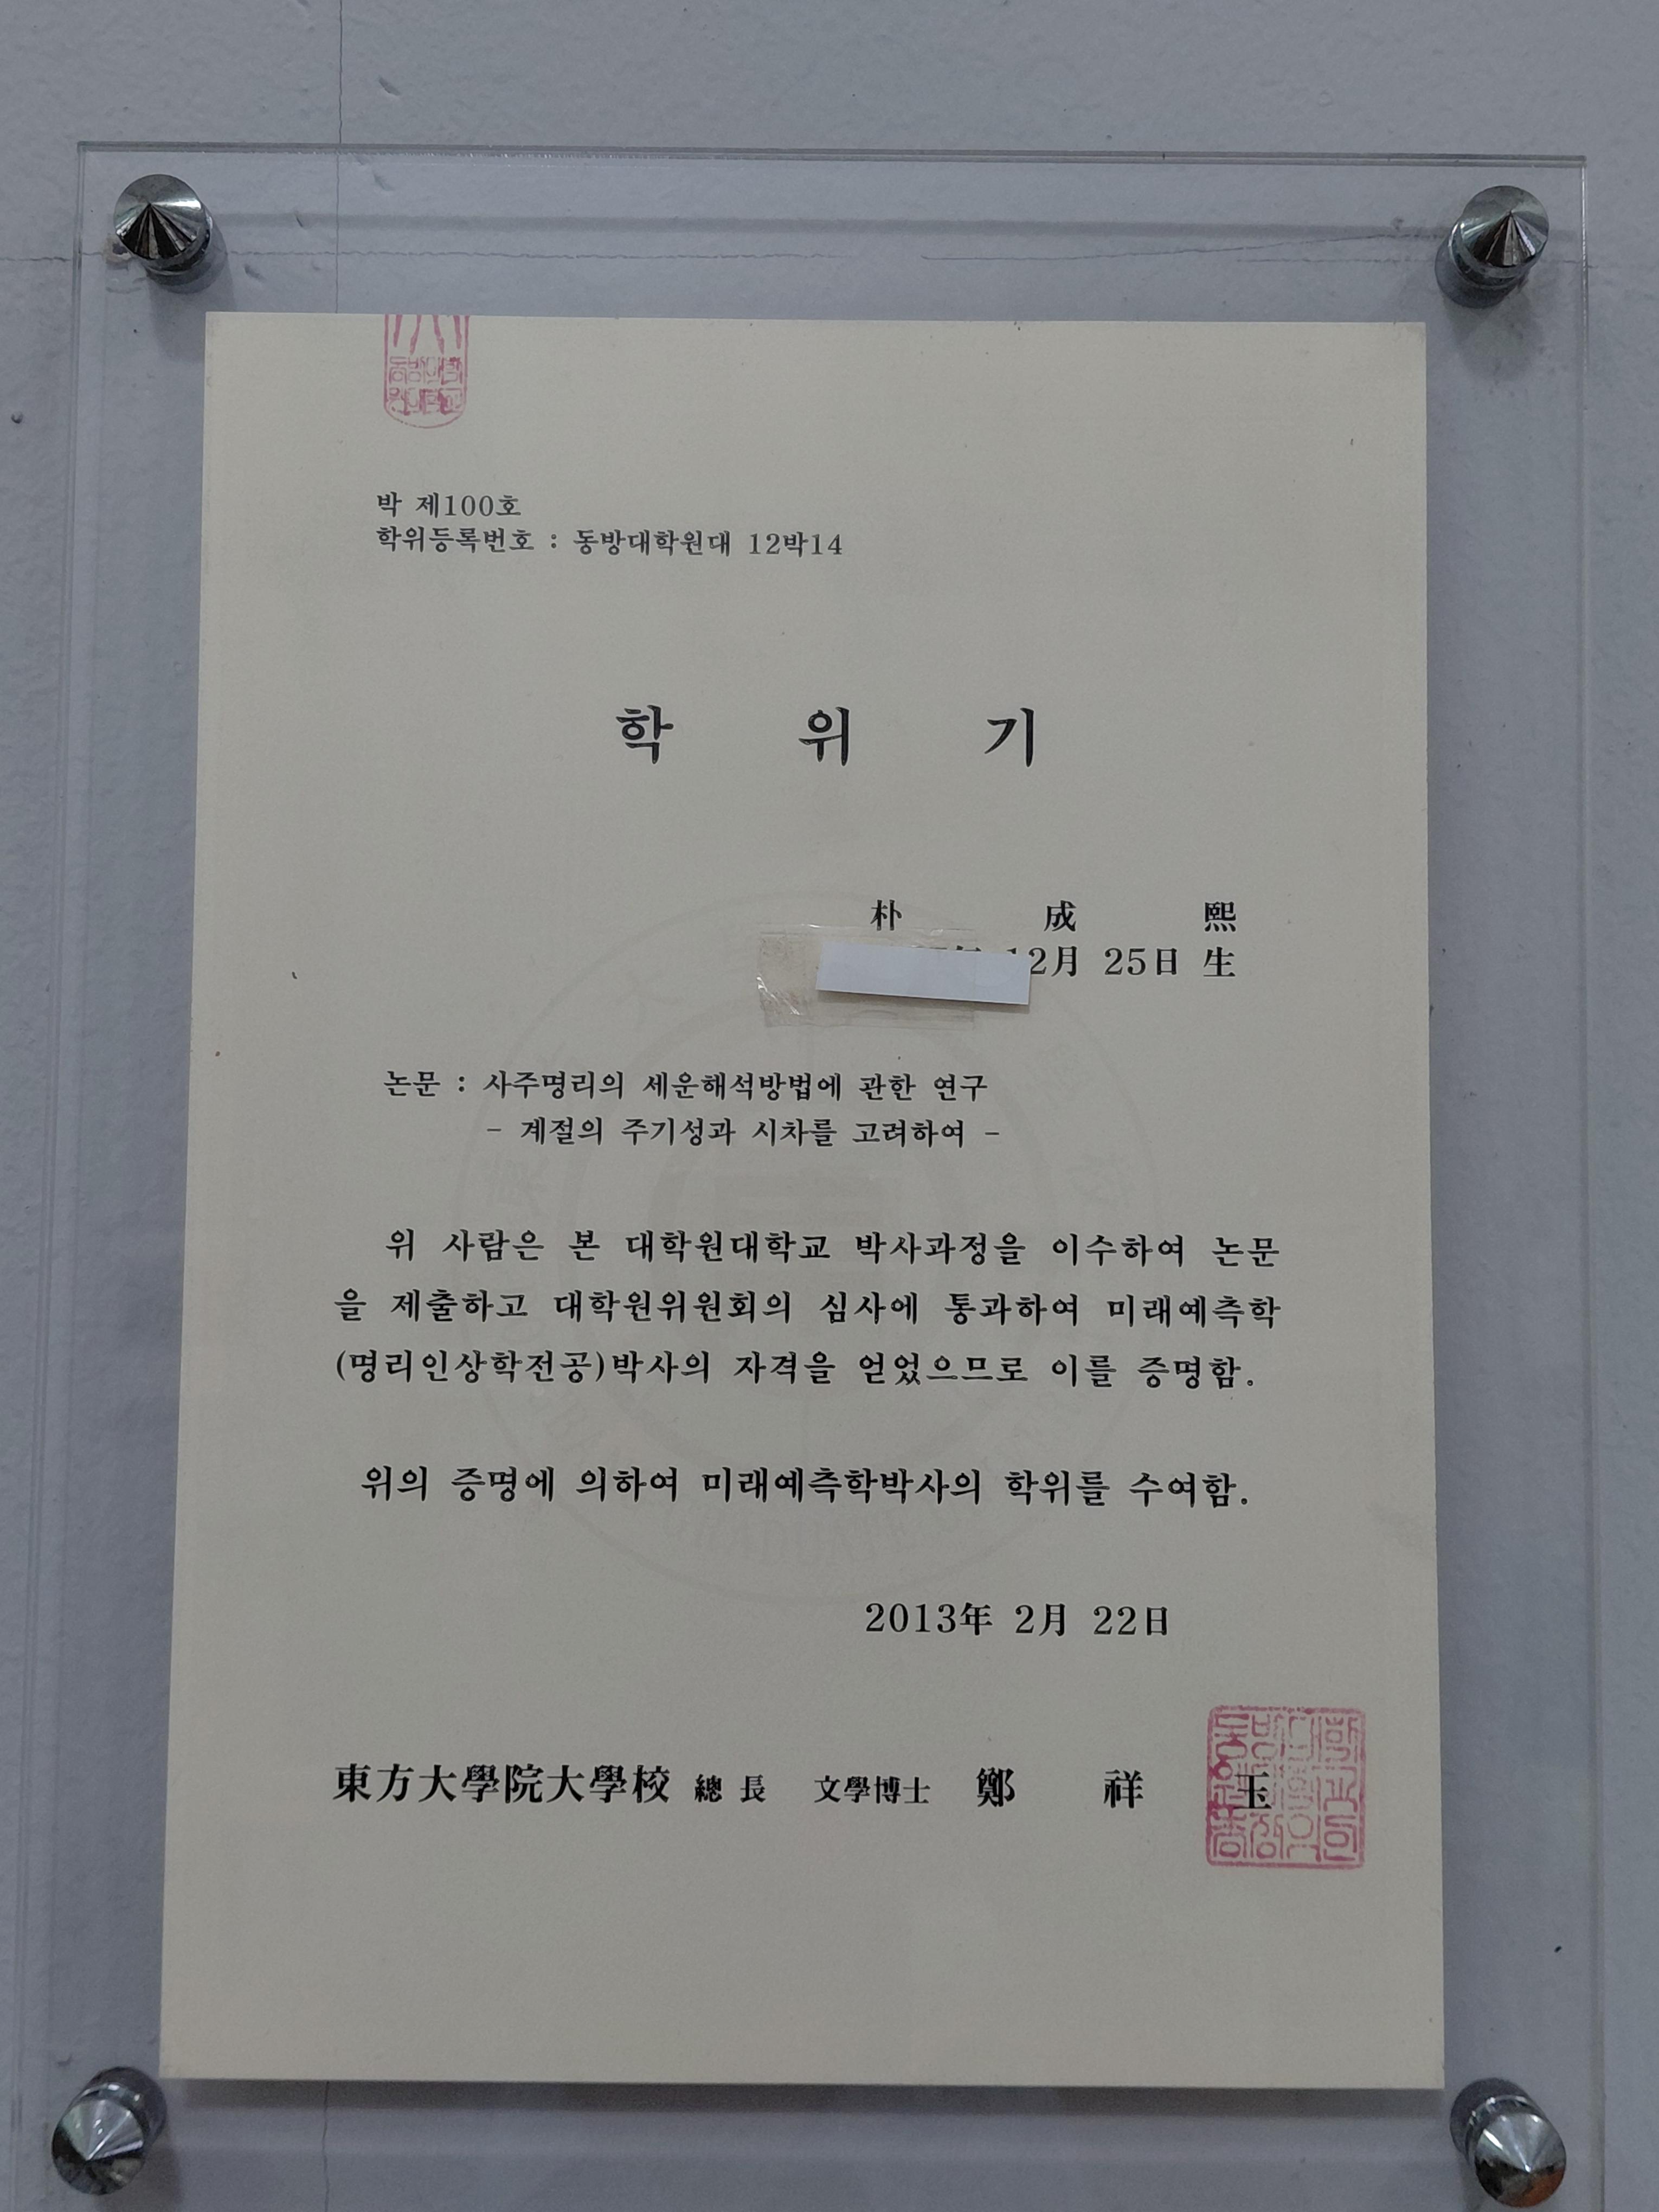 박 제100호
학위등록번호 : 동방대학원대 12박14
학 위 기
朴 成 熙
12月 25日 生
논문 : 사주명리의 세운해석방법에 관한 연구
- 계절의 주기성과 시차를 고려하여 -
위 사람은 본 대학원대학교 박사과정을 이수하여 논문
을 제출하고 대학원위원회의 심사에 통과하여 미래예측학
(명리인상학전공)박사의 자격을 얻었으므로 이를 증명함.
위의 증명에 의하여 미래예측학박사의 학위를 수여함.
2013年 2月 22日
東方大學院大學校 總 長 文學博士 鄭 祥 玉